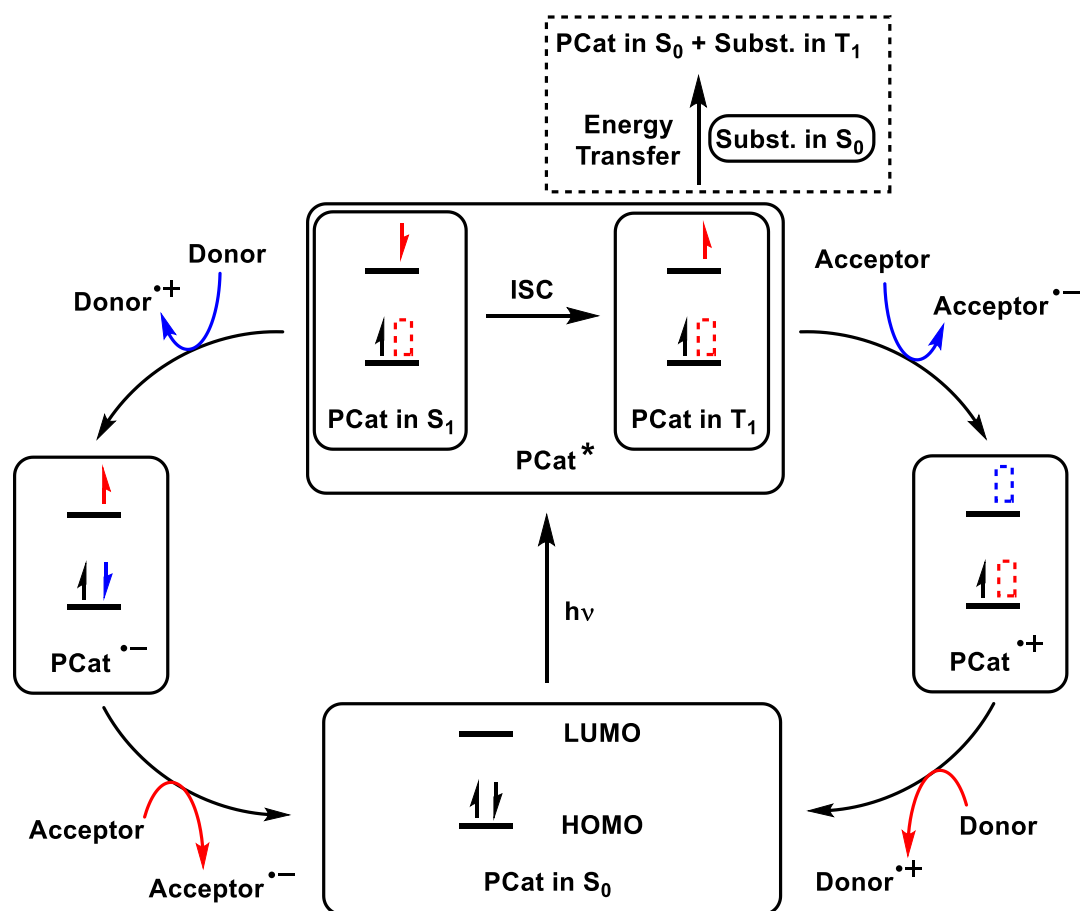 PCat in S₀ + Subst. in T₁
Energy
Transfer
Subst. in S₀
Donor
Donor•+
ISC
Acceptor
Acceptor•−
PCat in S₁
PCat in T₁
PCat*
PCat•−
hν
PCat•+
LUMO
HOMO
PCat in S₀
Acceptor
Acceptor•−
Donor
Donor•+